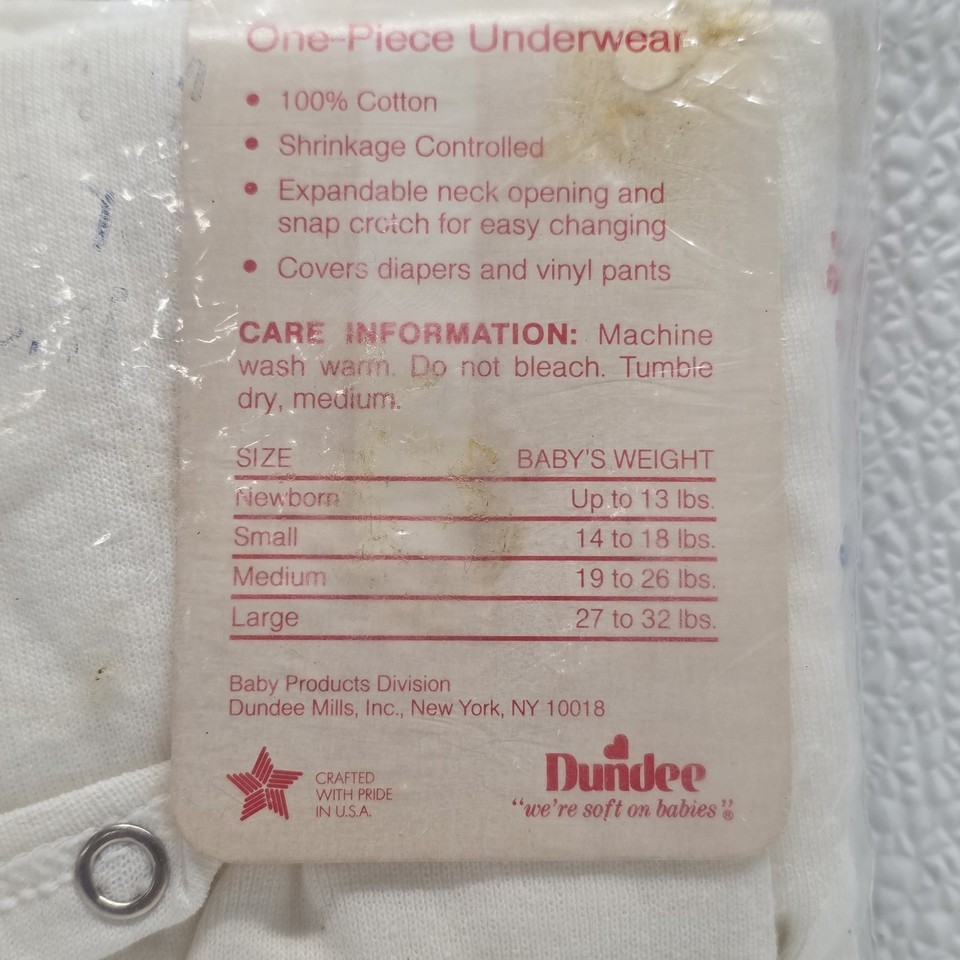 One-Piece Underwear
• 100% Cotton
• Shrinkage Controlled
• Expandable neck opening and
snap crotch for easy changing
• Covers diapers and vinyl pants
CARE INFORMATION: Machine
wash warm. Do not bleach. Tumble
dry, medium.
SIZE BABY'S WEIGHT
Newborn Up to 13 lbs.
Small 14 to 18 lbs.
Medium 19 to 26 lbs.
Large 27 to 32 lbs.
Baby Products Division
Dundee Mills, Inc., New York, NY 10018
CRAFTED
WITH PRIDE
IN U.S.A.
Dundee
"we're soft on babies"®